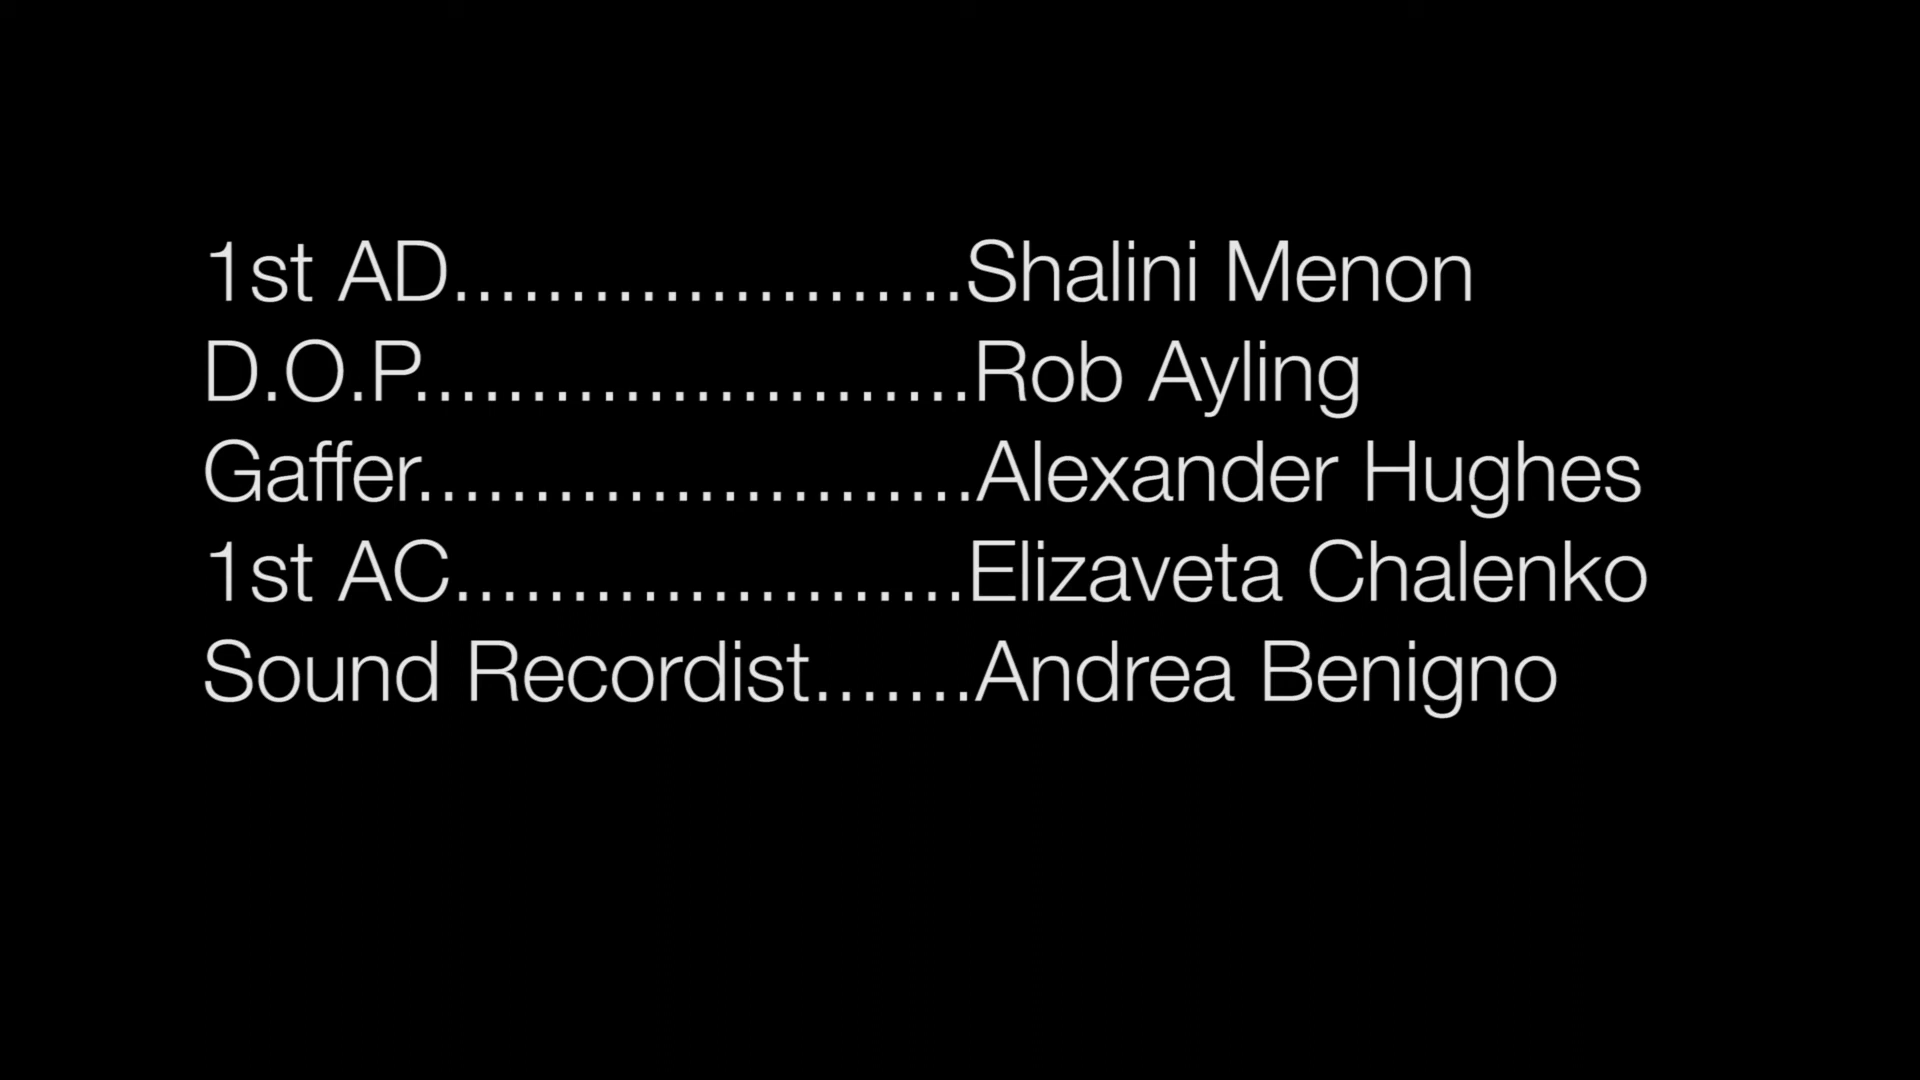 1st AD......................Shalini Menon
D.O.P........................Rob Ayling
Gaffer........................Alexander Hughes
1st AC......................Elizaveta Chalenko
Sound Recordist.......Andrea Benigno